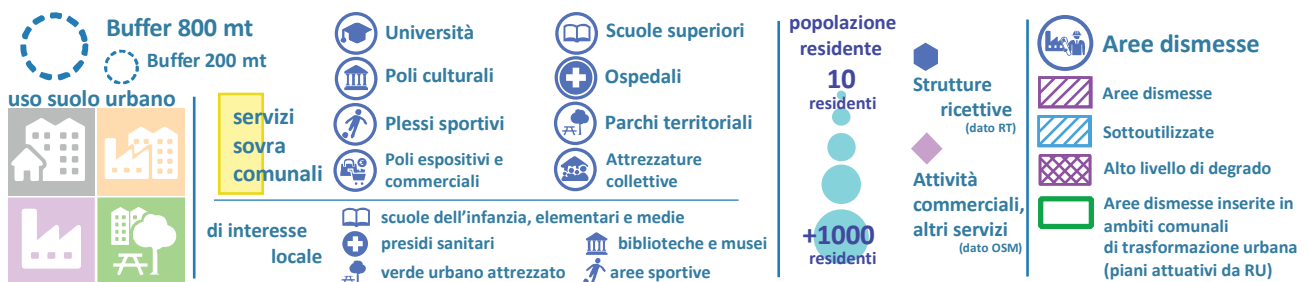 Buffer 800 mt
Buffer 200 mt
uso suolo urbano
servizi
sovra
comunali
Università
Poli culturali
Plessi sportivi
Poli espositivi e
commerciali
Scuole superiori
Ospedali
Parchi territoriali
Attrezzature
collettive
di interesse
locale
scuole dell'infanzia, elementari e medie
presidi sanitari
biblioteche e musei
verde urbano attrezzato
aree sportive
popolazione
residente
10
residenti
+1000
residenti
Strutture
ricettive
(dato RT)
Attività
commerciali,
altri servizi
(dato OSM)
Aree dismesse
Aree dismesse
Sottoutilizzate
Alto livello di degrado
Aree dismesse inserite in
ambiti comunali
di trasformazione urbana
(piani attuativi da RU)